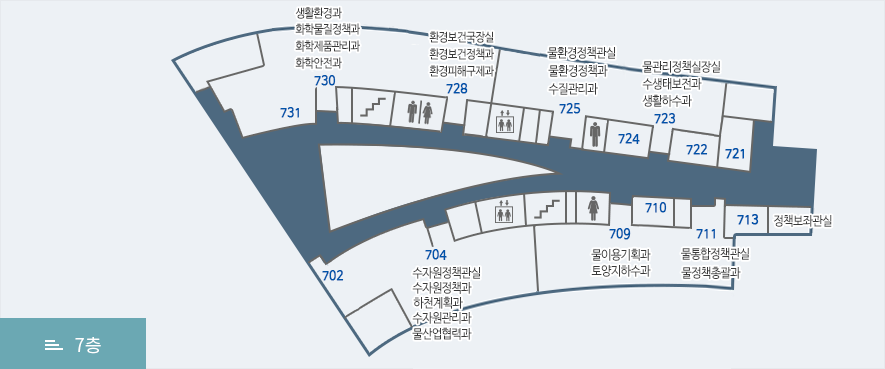 생활환경과
화학물질정책과
화학제품관리과
화학안전과
730
731
환경보건국장실
환경보건정책과
환경피해구제과
728
물환경정책관실
물환경정책과
수질관리과
725
물관리정책실장실
수생태보전과
생활하수과
723
724
722
721
702
704
수자원정책관실
수자원정책과
하천계획과
수자원관리과
물산업협력과
709
물이용기획과
토양지하수과
710
711
물통합정책관실
물정책총괄과
713
정책보좌관실
7층